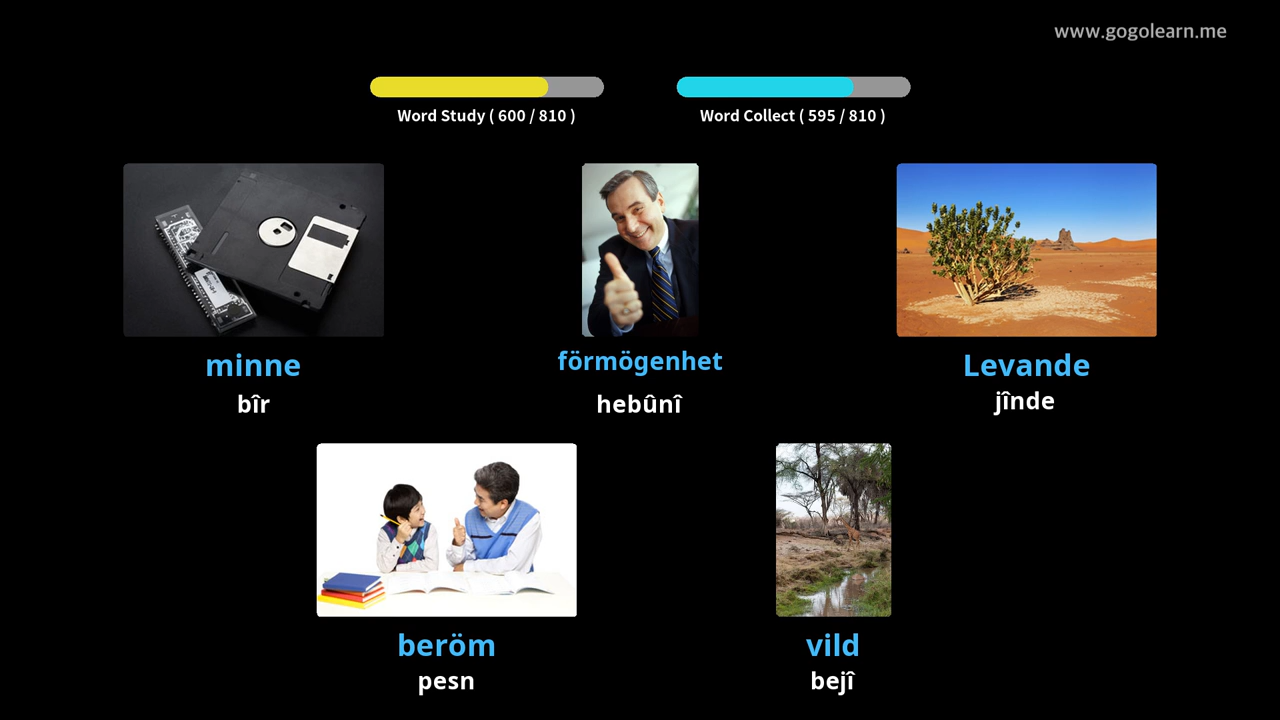 www.gogolearn.me
Word Study ( 600 / 810 )
Word Collect ( 595 / 810 )
minne
bîr
förmögenhet
hebûnî
Levande
jînde
beröm
pesn
vild
bejî